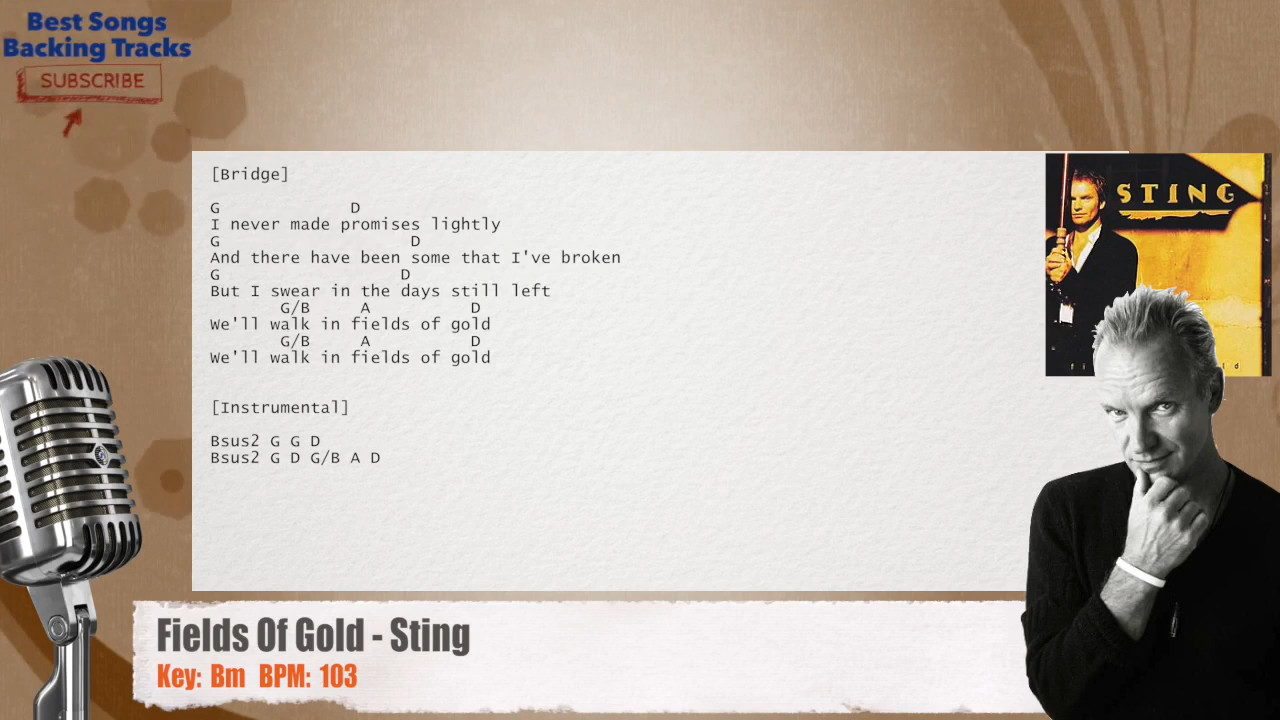 Best Songs
Backing Tracks
SUBSCRIBE
[Bridge]
G D
I never made promises lightly
G D
And there have been some that I've broken
G D
But I swear in the days still left
G/B A D
We'll walk in fields of gold
G/B A D
We'll walk in fields of gold
[Instrumental]
Bsus2 G G D
Bsus2 G D G/B A D
STING
Fields Of Gold - Sting
Key: Bm BPM: 103